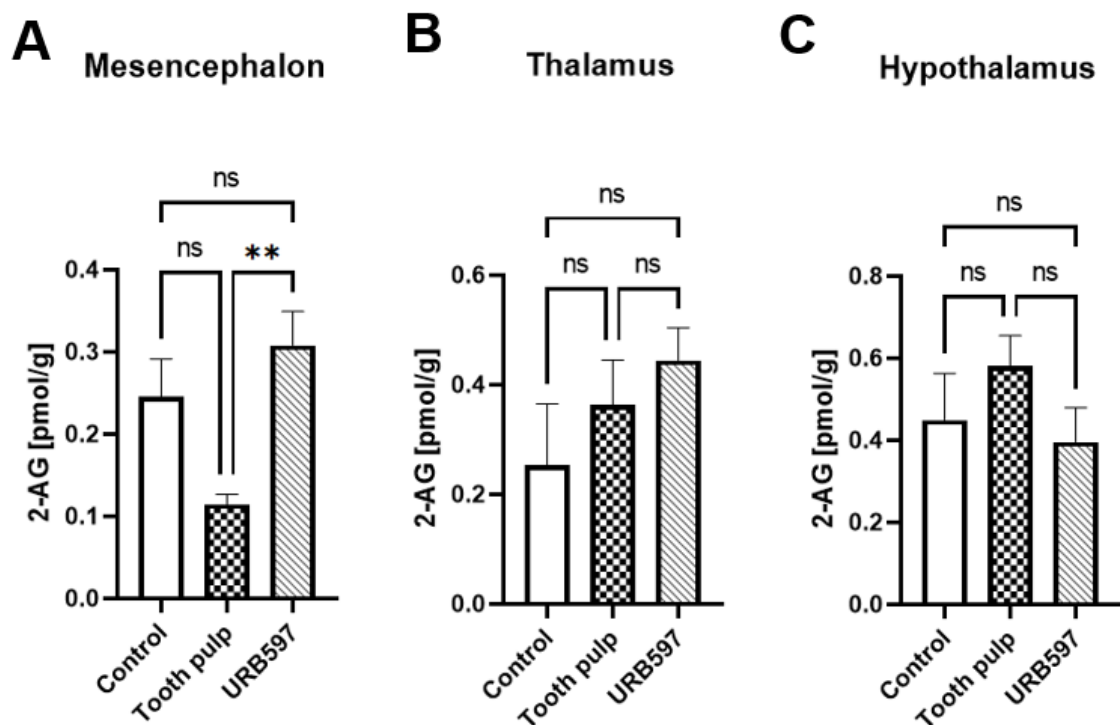 A
Mesencephalon
ns
ns
**
2-AG [pmol/g]
0.4
0.3
0.2
0.1
0.0
Control
Tooth pulp
URB597
B
Thalamus
ns
ns
ns
2-AG [pmol/g]
0.6
0.4
0.2
0.0
Control
Tooth pulp
URB597
C
Hypothalamus
ns
ns
ns
2-AG [pmol/g]
0.8
0.6
0.4
0.2
0.0
Control
Tooth pulp
URB597